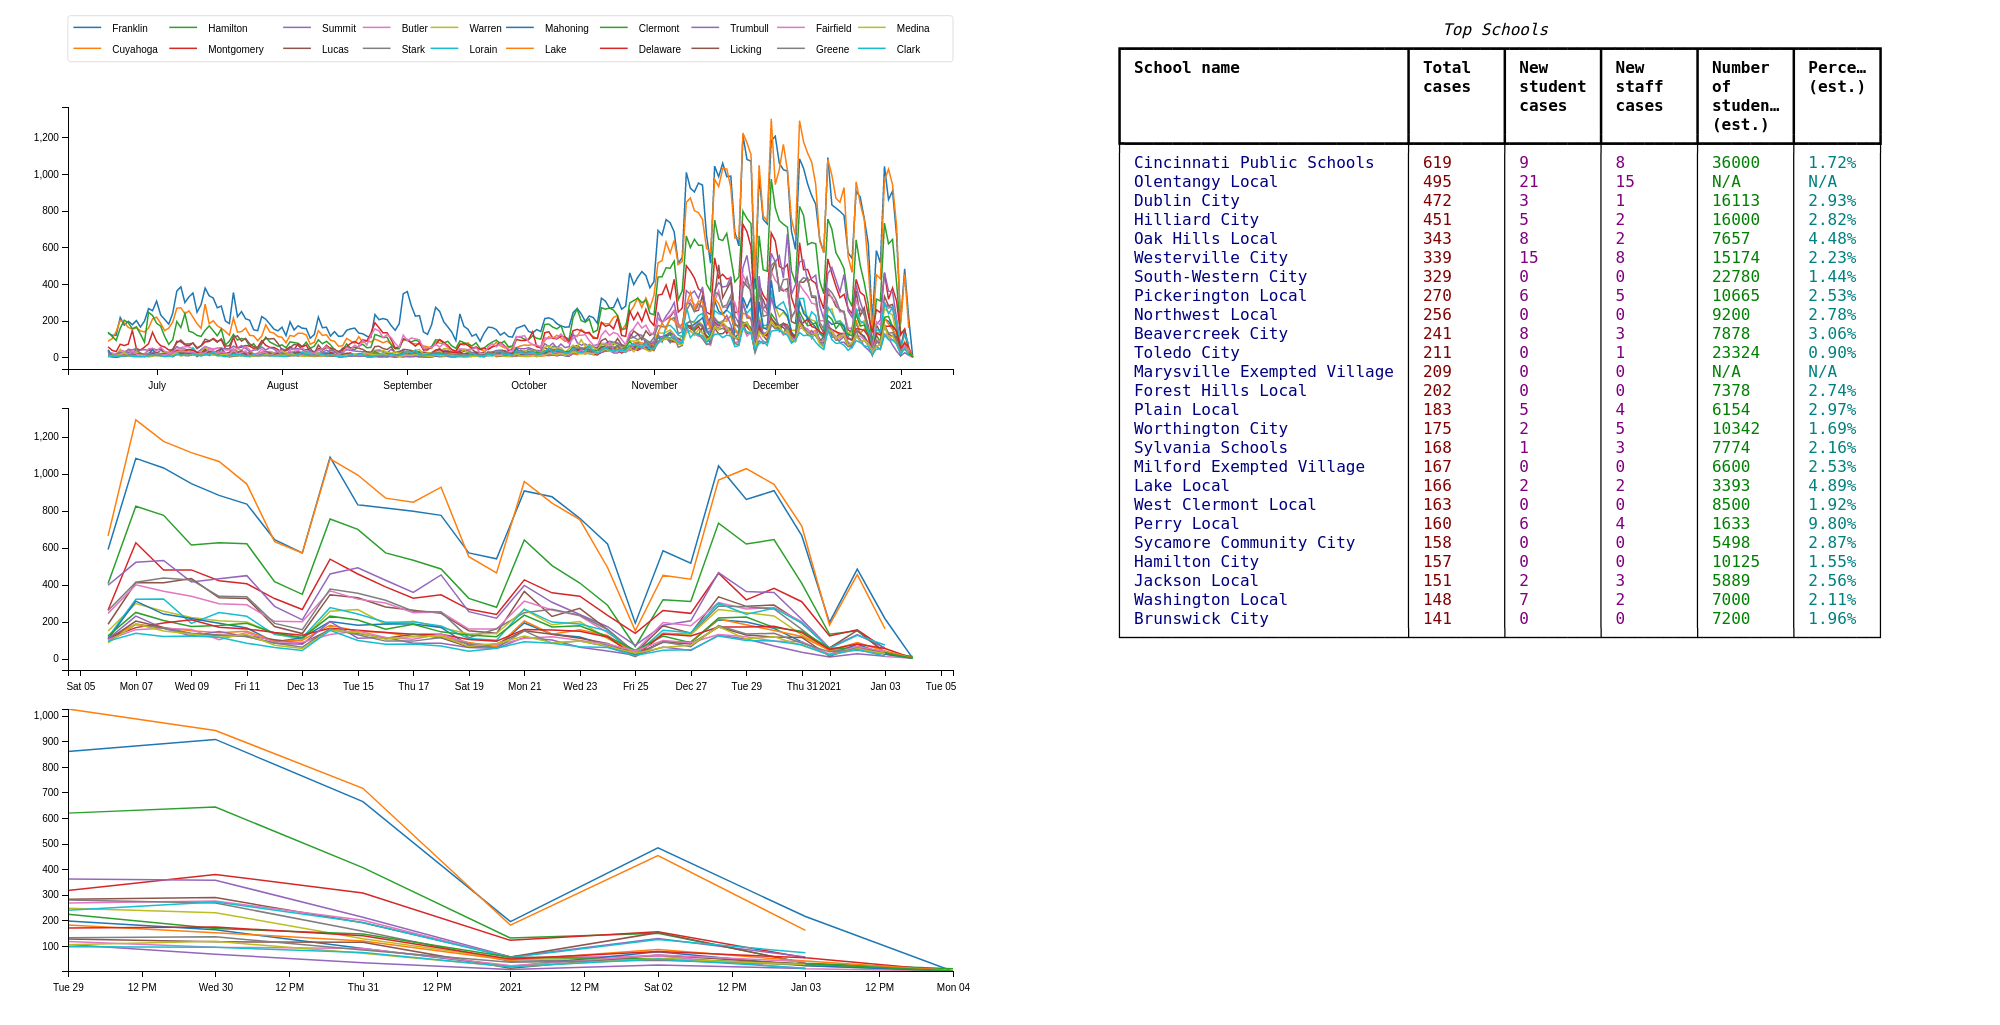 Franklin Hamilton Summit Butler Warren Mahoning Clermont Trumbull Fairfield Medina
Cuyahoga Montgomery Lucas Stark Lorain Lake Delaware Licking Greene Clark
1,200
1,000
800
600
400
200
0
July August September October November December 2021
1,200
1,000
800
600
400
200
0
Sat 05 Mon 07 Wed 09 Fri 11 Dec 13 Tue 15 Thu 17 Sat 19 Mon 21 Wed 23 Fri 25 Dec 27 Tue 29 Thu 31 2021 Jan 03 Tue 05
1,000
900
800
700
600
500
400
300
200
100
Tue 29 12 PM Wed 30 12 PM Thu 31 12 PM 2021 12 PM Sat 02 12 PM Jan 03 12 PM Mon 04
Top Schools
School name Total New New Number Perce…
cases student staff of (est.)
cases cases studen…
(est.)
Cincinnati Public Schools 619 9 8 36000 1.72%
Olentangy Local 495 21 15 N/A N/A
Dublin City 472 3 1 16113 2.93%
Hilliard City 451 5 2 16000 2.82%
Oak Hills Local 343 8 2 7657 4.48%
Westerville City 339 15 8 15174 2.23%
South-Western City 329 0 0 22780 1.44%
Pickerington Local 270 6 5 10665 2.53%
Northwest Local 256 0 0 9200 2.78%
Beavercreek City 241 8 3 7878 3.06%
Toledo City 211 0 1 23324 0.90%
Marysville Exempted Village 209 0 0 N/A N/A
Forest Hills Local 202 0 0 7378 2.74%
Plain Local 183 5 4 6154 2.97%
Worthington City 175 2 5 10342 1.69%
Sylvania Schools 168 1 3 7774 2.16%
Milford Exempted Village 167 0 0 6600 2.53%
Lake Local 166 2 2 3393 4.89%
West Clermont Local 163 0 0 8500 1.92%
Perry Local 160 6 4 1633 9.80%
Sycamore Community City 158 0 0 5498 2.87%
Hamilton City 157 0 0 10125 1.55%
Jackson Local 151 2 3 5889 2.56%
Washington Local 148 7 2 7000 2.11%
Brunswick City 141 0 0 7200 1.96%